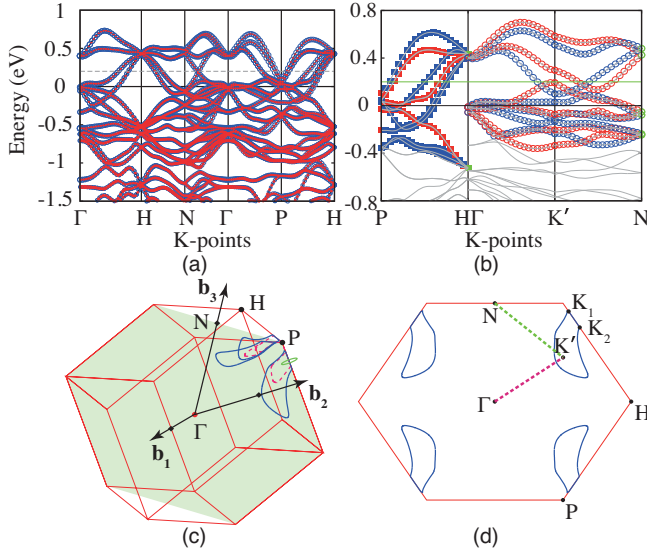 1
0.5
0
-0.5
-1
-1.5
Energy (eV)
Γ H N Γ P H
K-points
(a)
0.8
0.4
0
-0.4
-0.8
P HΓ K′ N
K-points
(b)
b3
H
N
P
b2
Γ
b1
(c)
N
K1
K2
K′
Γ
H
P
(d)